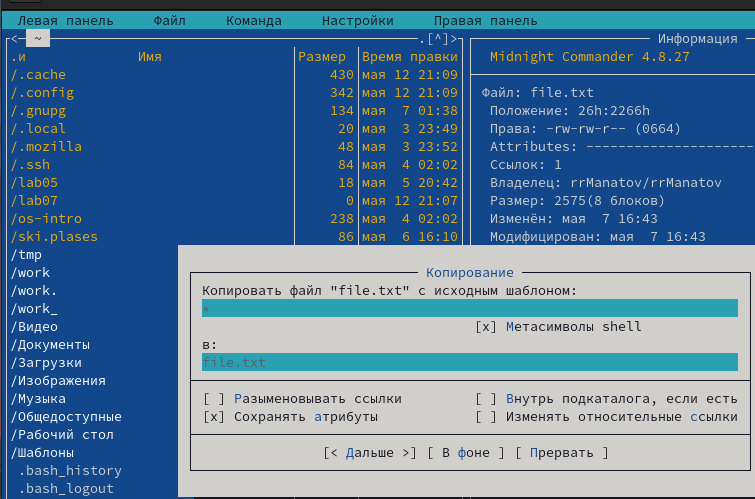 Левая панель Файл Команда Настройки Правая панель
<- ~ .[^]>
Информация
.и Имя Размер Время правки
Midnight Commander 4.8.27
/.cache 430 мая 12 21:09
/.config 342 мая 12 21:09
Файл: file.txt
/.gnupg 134 мая 7 01:38
Положение: 26h:2266h
/.local 20 мая 3 23:49
Права: -rw-rw-r-- (0664)
/.mozilla 48 мая 3 23:52
Attributes: --------------------
/.ssh 84 мая 4 02:02
Ссылок: 1
/lab05 18 мая 5 20:42
Владелец: rrManatov/rrManatov
/lab07 0 мая 12 21:07
Размер: 2575(8 блоков)
/os-intro 238 мая 4 02:02
Изменён: мая 7 16:43
/ski.plases 86 мая 6 16:10
Модифицирован: мая 7 16:43
/tmp
/work
/work.
/work_
/Видео
/Документы
/Загрузки
/Изображения
/Музыка
/Общедоступные
/Рабочий стол
/Шаблоны
.bash_history
.bash_logout
Копирование
Копировать файл "file.txt" с исходным шаблоном:
*
[x] Метасимволы shell
в:
file.txt
[ ] Разыменовывать ссылки [ ] Внутрь подкаталога, если есть
[x] Сохранять атрибуты [ ] Изменять относительные ссылки
[< Дальше >] [ В фоне ] [ Прервать ]